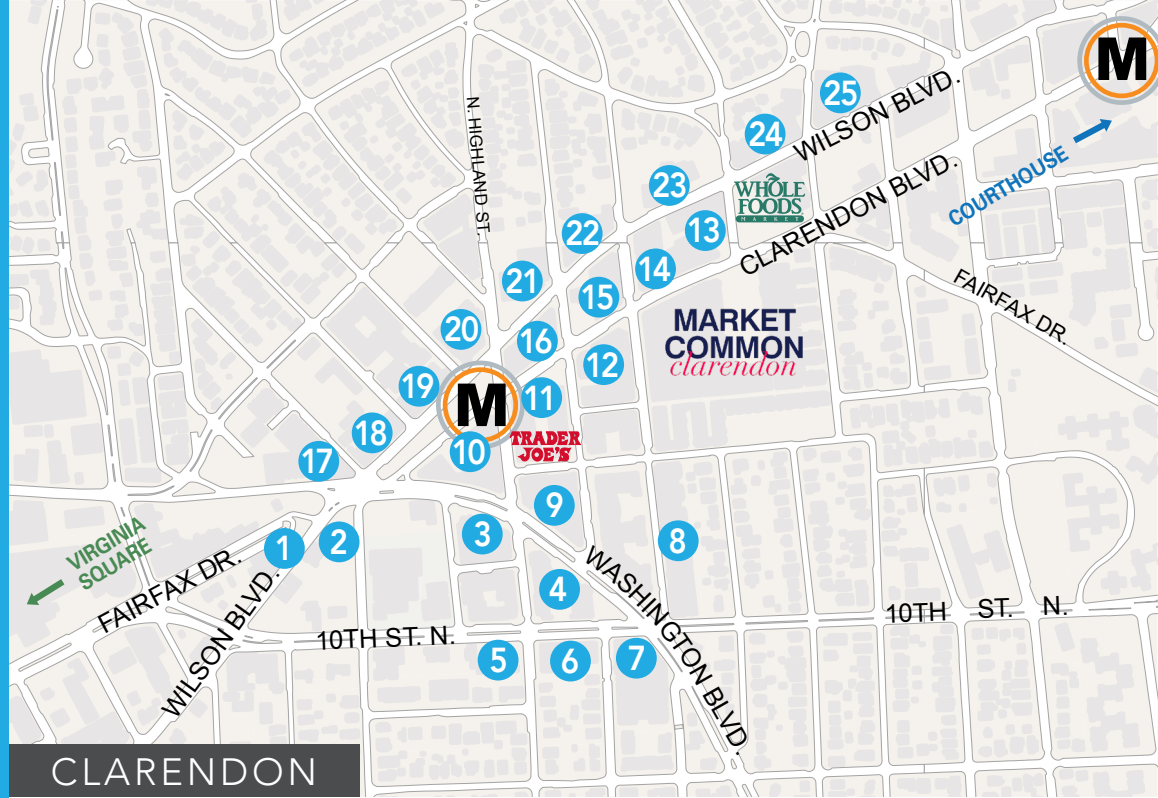 M
25
WILSON BLVD.
24
N. HIGHLAND ST.
COURTHOUSE
23
WHOLE
FOODS
MARKET
CLARENDON BLVD.
22
13
14
21
15
FAIRFAX DR.
20
16
MARKET
COMMON
clarendon
12
19
M
11
18
10
TRADER
JOE'S
17
9
3
2
1
8
VIRGINIA
SQUARE
FAIRFAX DR.
4
WASHINGTON BLVD.
WILSON BLVD.
10TH ST. N.
10TH ST. N.
5
6
7
CLARENDON